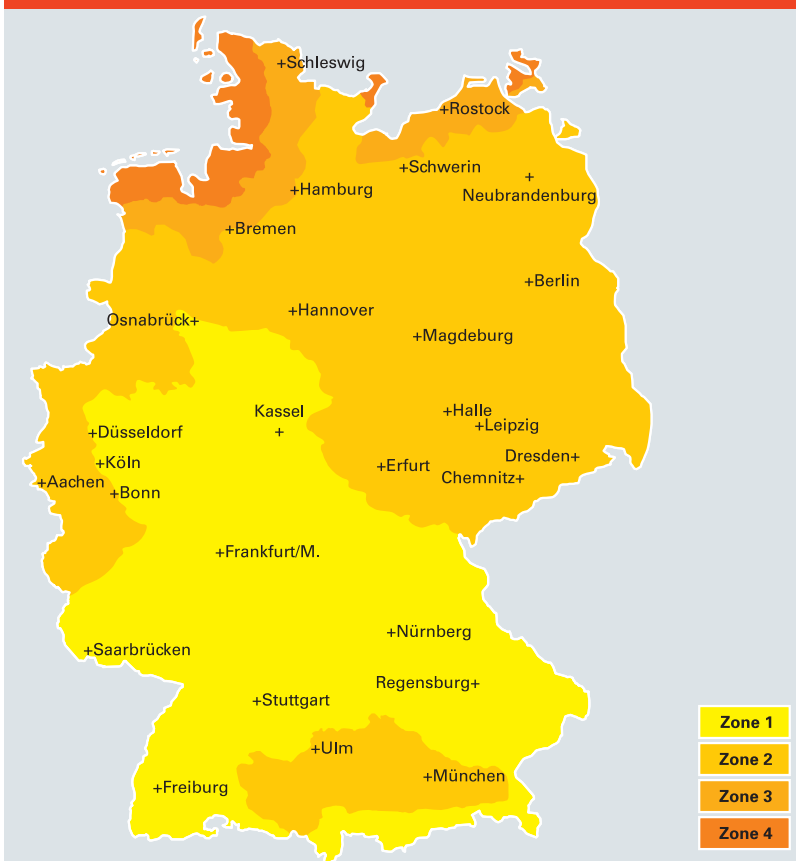 +Schleswig
+Rostock
+Schwerin
+
Neubrandenburg
+Hamburg
+Bremen
+Berlin
+Hannover
Osnabrück+
+Magdeburg
Kassel
+
+Halle
+Leipzig
+Düsseldorf
Dresden+
+Köln
+Erfurt
Chemnitz+
+Aachen
+Bonn
+Frankfurt/M.
+Nürnberg
+Saarbrücken
Regensburg+
+Stuttgart
+Ulm
+München
+Freiburg
Zone 1
Zone 2
Zone 3
Zone 4